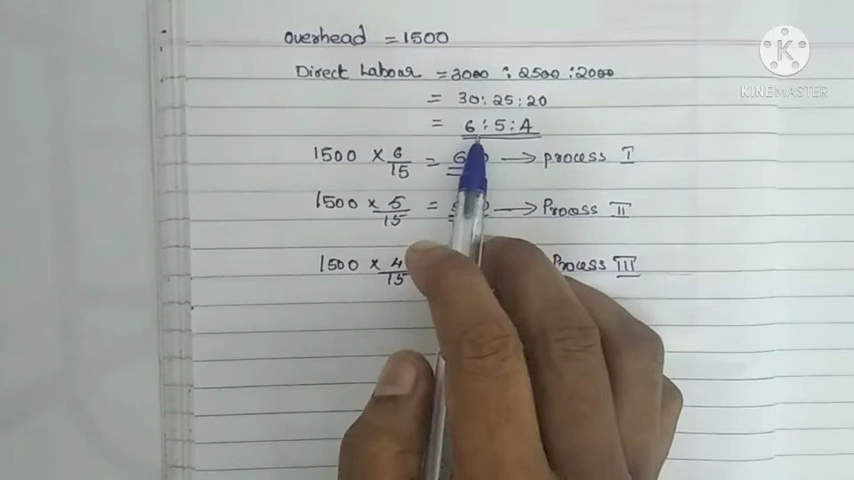 K
KINEMASTER
overhead = 1500
Direct Labour = 3000 : 2500 : 2000
= 30 : 25 : 20
= 6 : 5 : 4
1500 × 6/15 = → process I
1500 × 5/15 = → Process II
1500 × 4/15 Process III